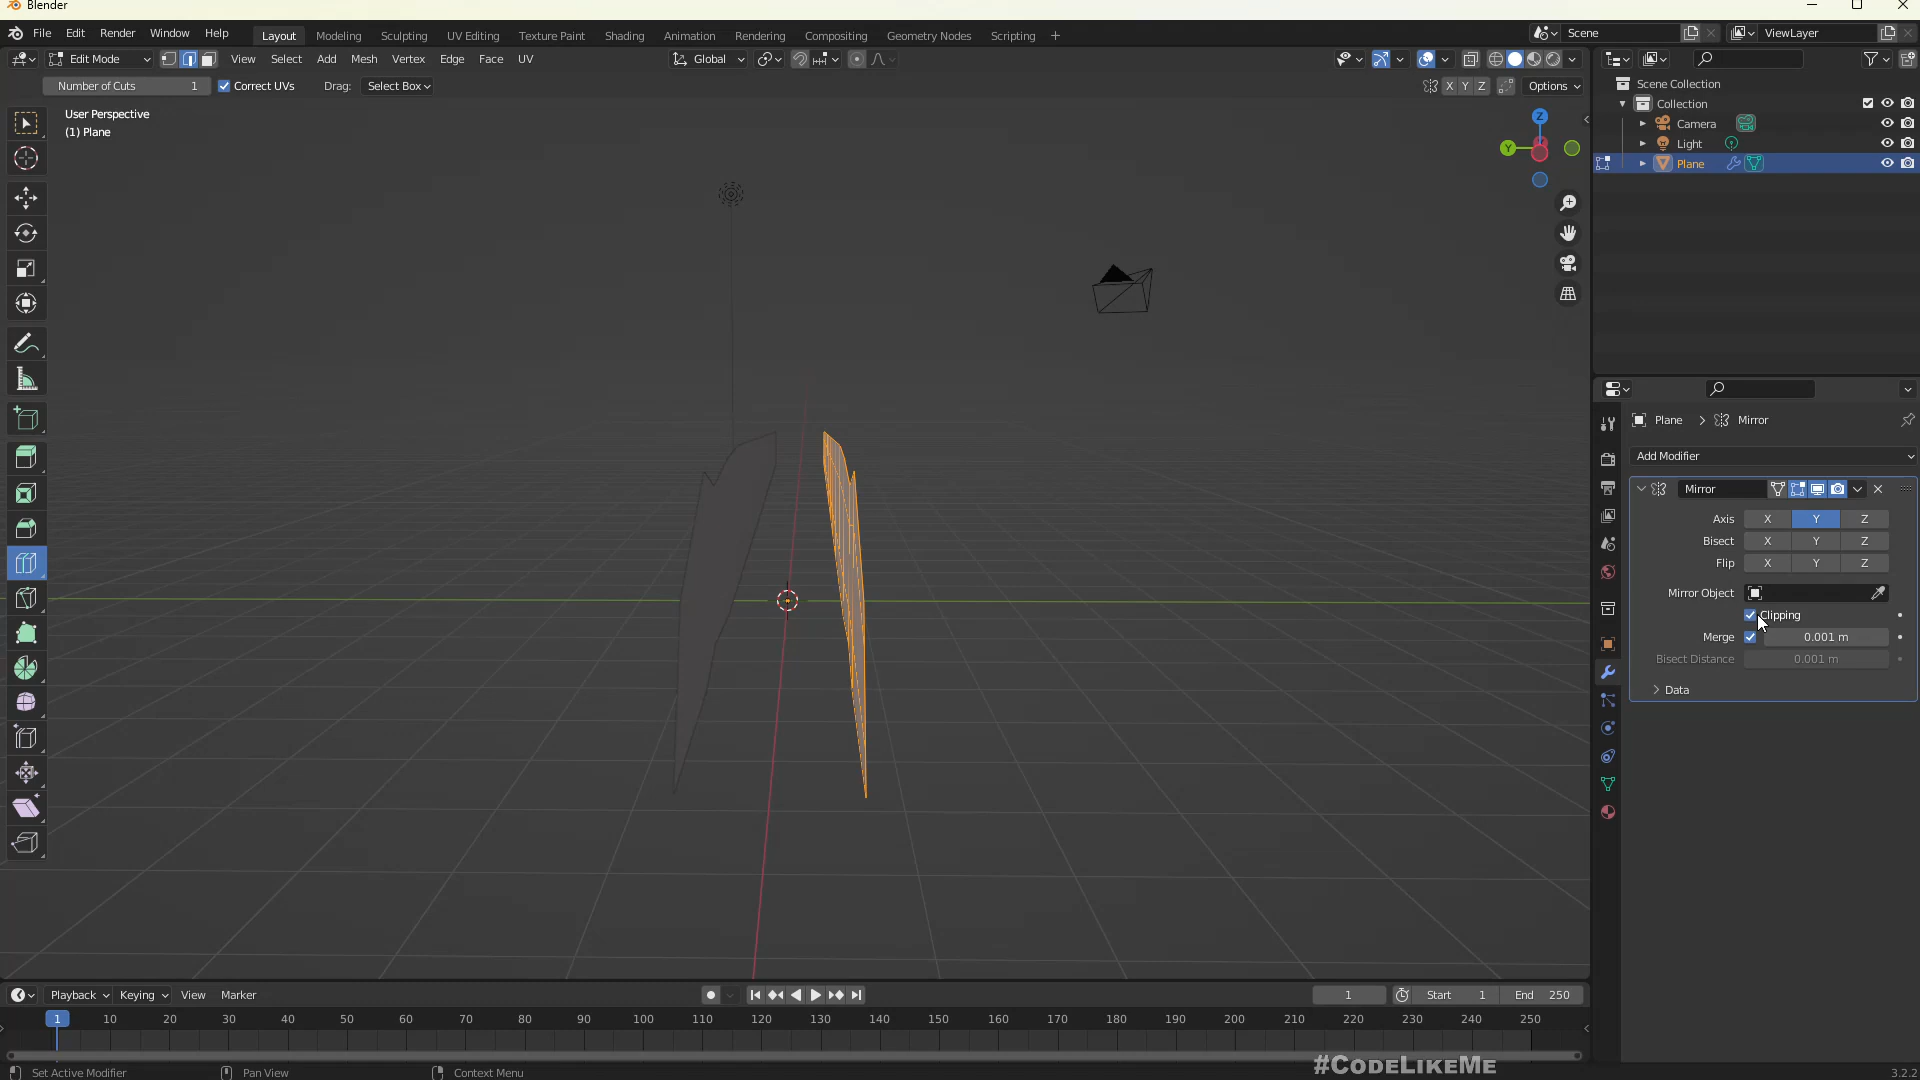 Blender
File Edit Render Window Help Layout Modeling Sculpting UV Editing Texture Paint Shading Animation Rendering Compositing Geometry Nodes Scripting + Scene ViewLayer
Edit Mode View Select Add Mesh Vertex Edge Face UV Global
Number of Cuts 1 Correct UVs Drag: Select Box X Y Z Options
User Perspective
(1) Plane
Z
Y
Scene Collection
Collection
Camera
Light
Plane
Plane > Mirror
Add Modifier
Mirror
Axis X Y Z
Bisect X Y Z
Flip X Y Z
Mirror Object
Clipping
Merge 0.001 m
Bisect Distance 0.001 m
Data
Playback Keying View Marker 1 Start 1 End 250
1 10 20 30 40 50 60 70 80 90 100 110 120 130 140 150 160 170 180 190 200 210 220 230 240 250
Set Active Modifier Pan View Context Menu 3.2.2
#CodeLikeMe